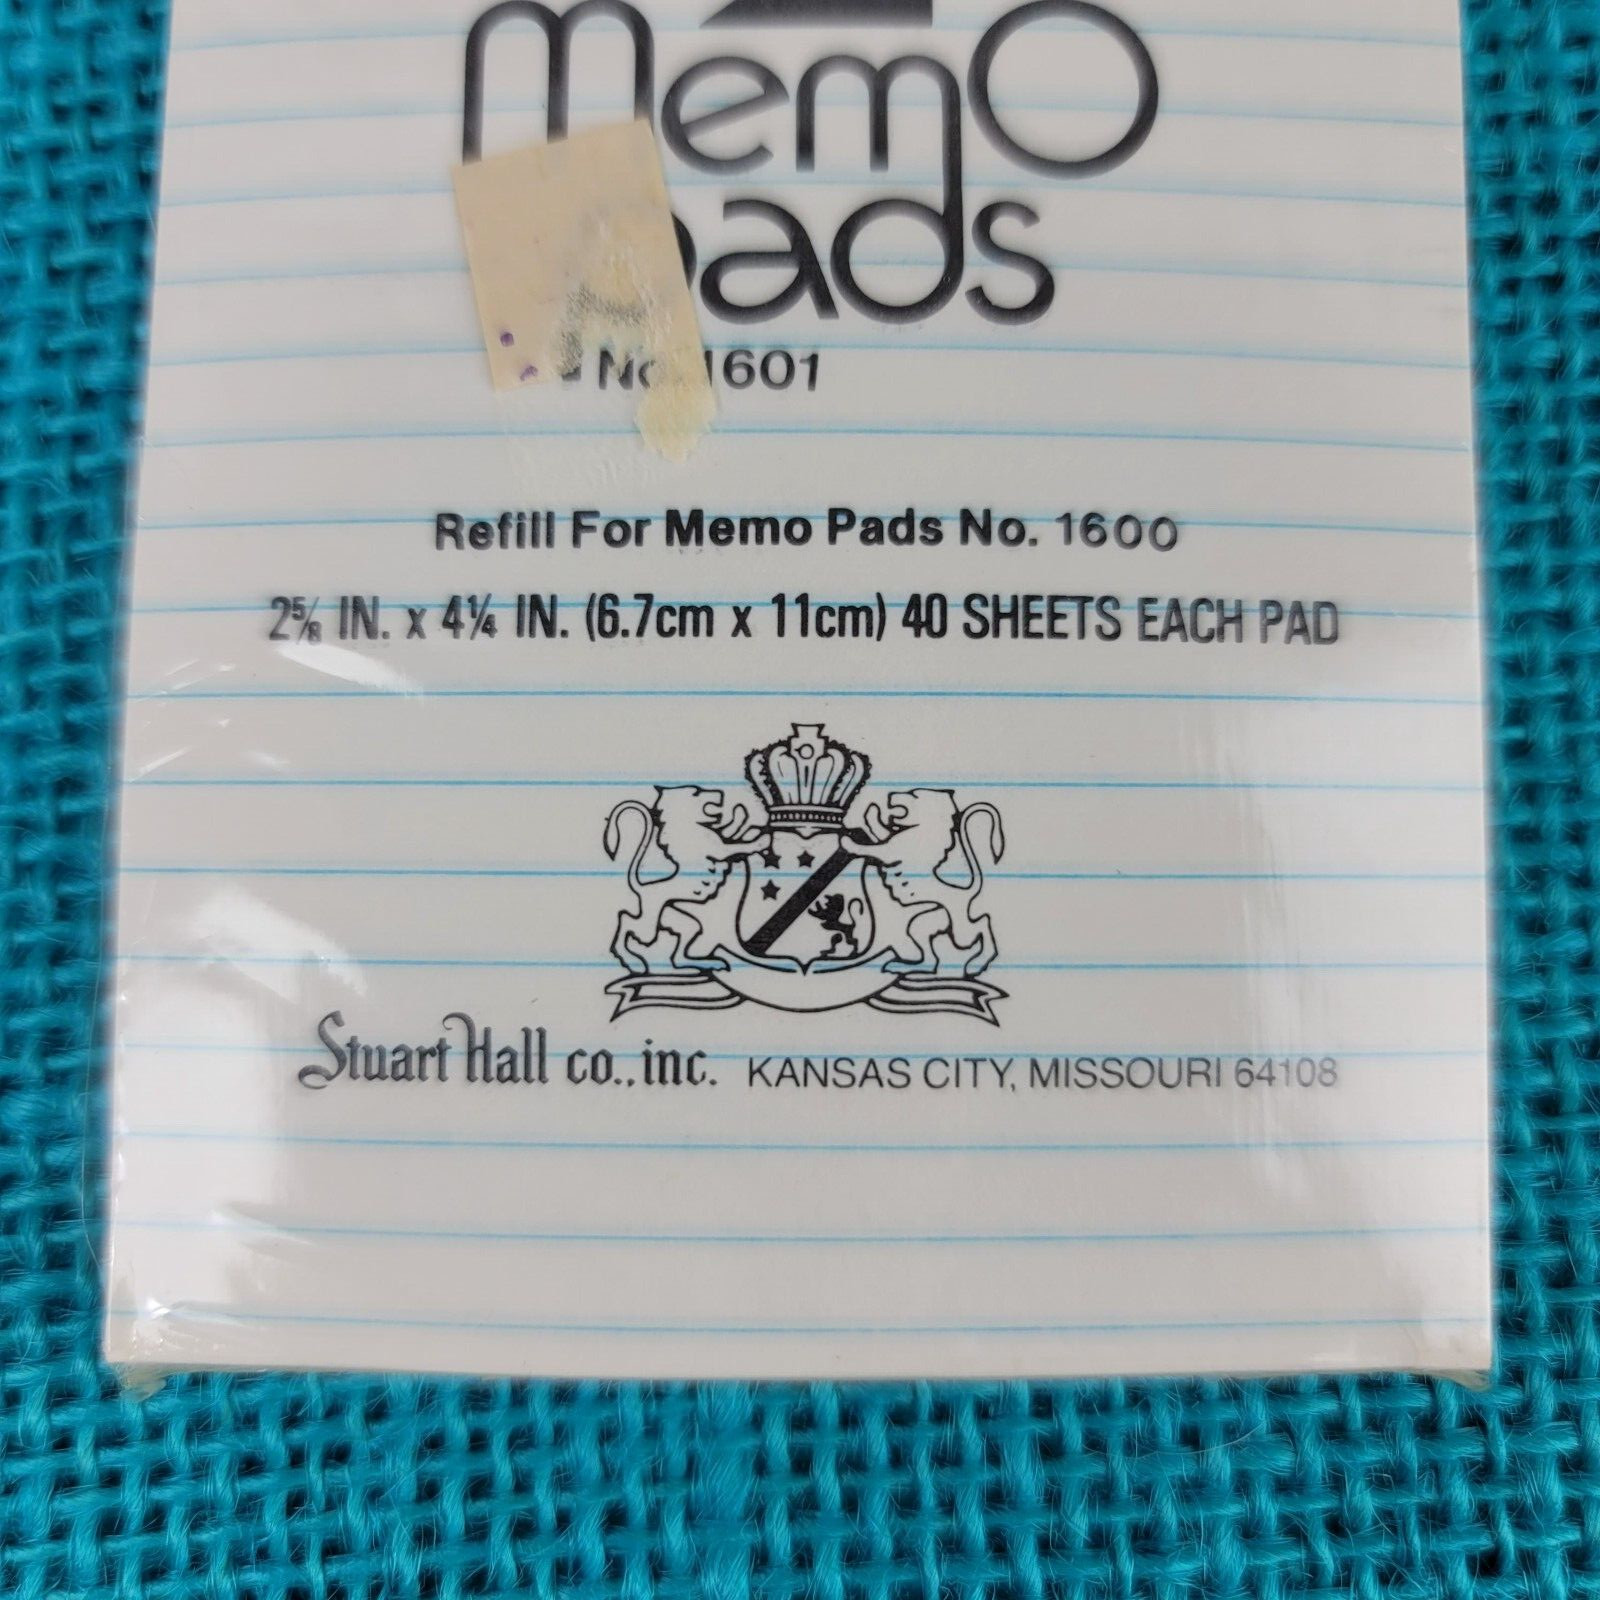 memo
pads
No. 1601
Refill For Memo Pads No. 1600
2⅝ IN. x 4¼ IN. (6.7cm x 11cm) 40 SHEETS EACH PAD
Stuart Hall co., inc. KANSAS CITY, MISSOURI 64108